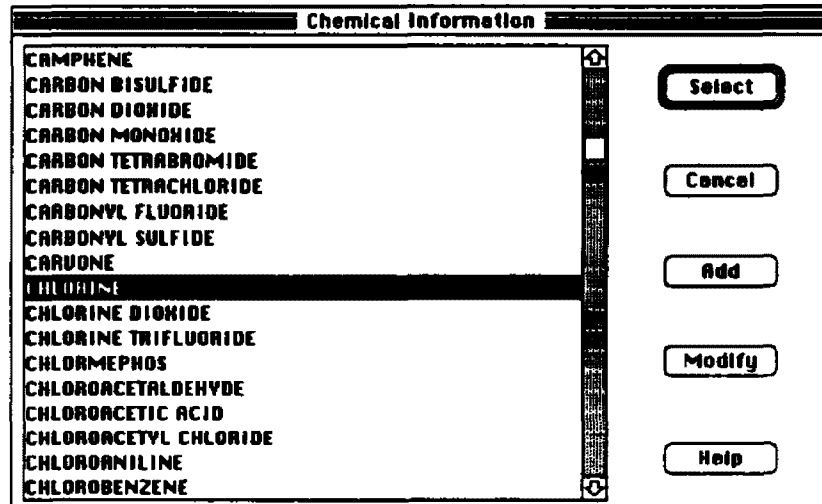 Chemical Information
CAMPHENE
CARBON BISULFIDE
CARBON DIOXIDE
CARBON MONOXIDE
CARBON TETRABROMIDE
CARBON TETRACHLORIDE
CARBONYL FLUORIDE
CARBONYL SULFIDE
CARVONE
CHLORINE
CHLORINE DIOXIDE
CHLORINE TRIFLUORIDE
CHLORMEPHOS
CHLOROACETALDEHYDE
CHLOROACETIC ACID
CHLOROACETYL CHLORIDE
CHLOROANILINE
CHLOROBENZENE
Select
Cancel
Add
Modify
Help